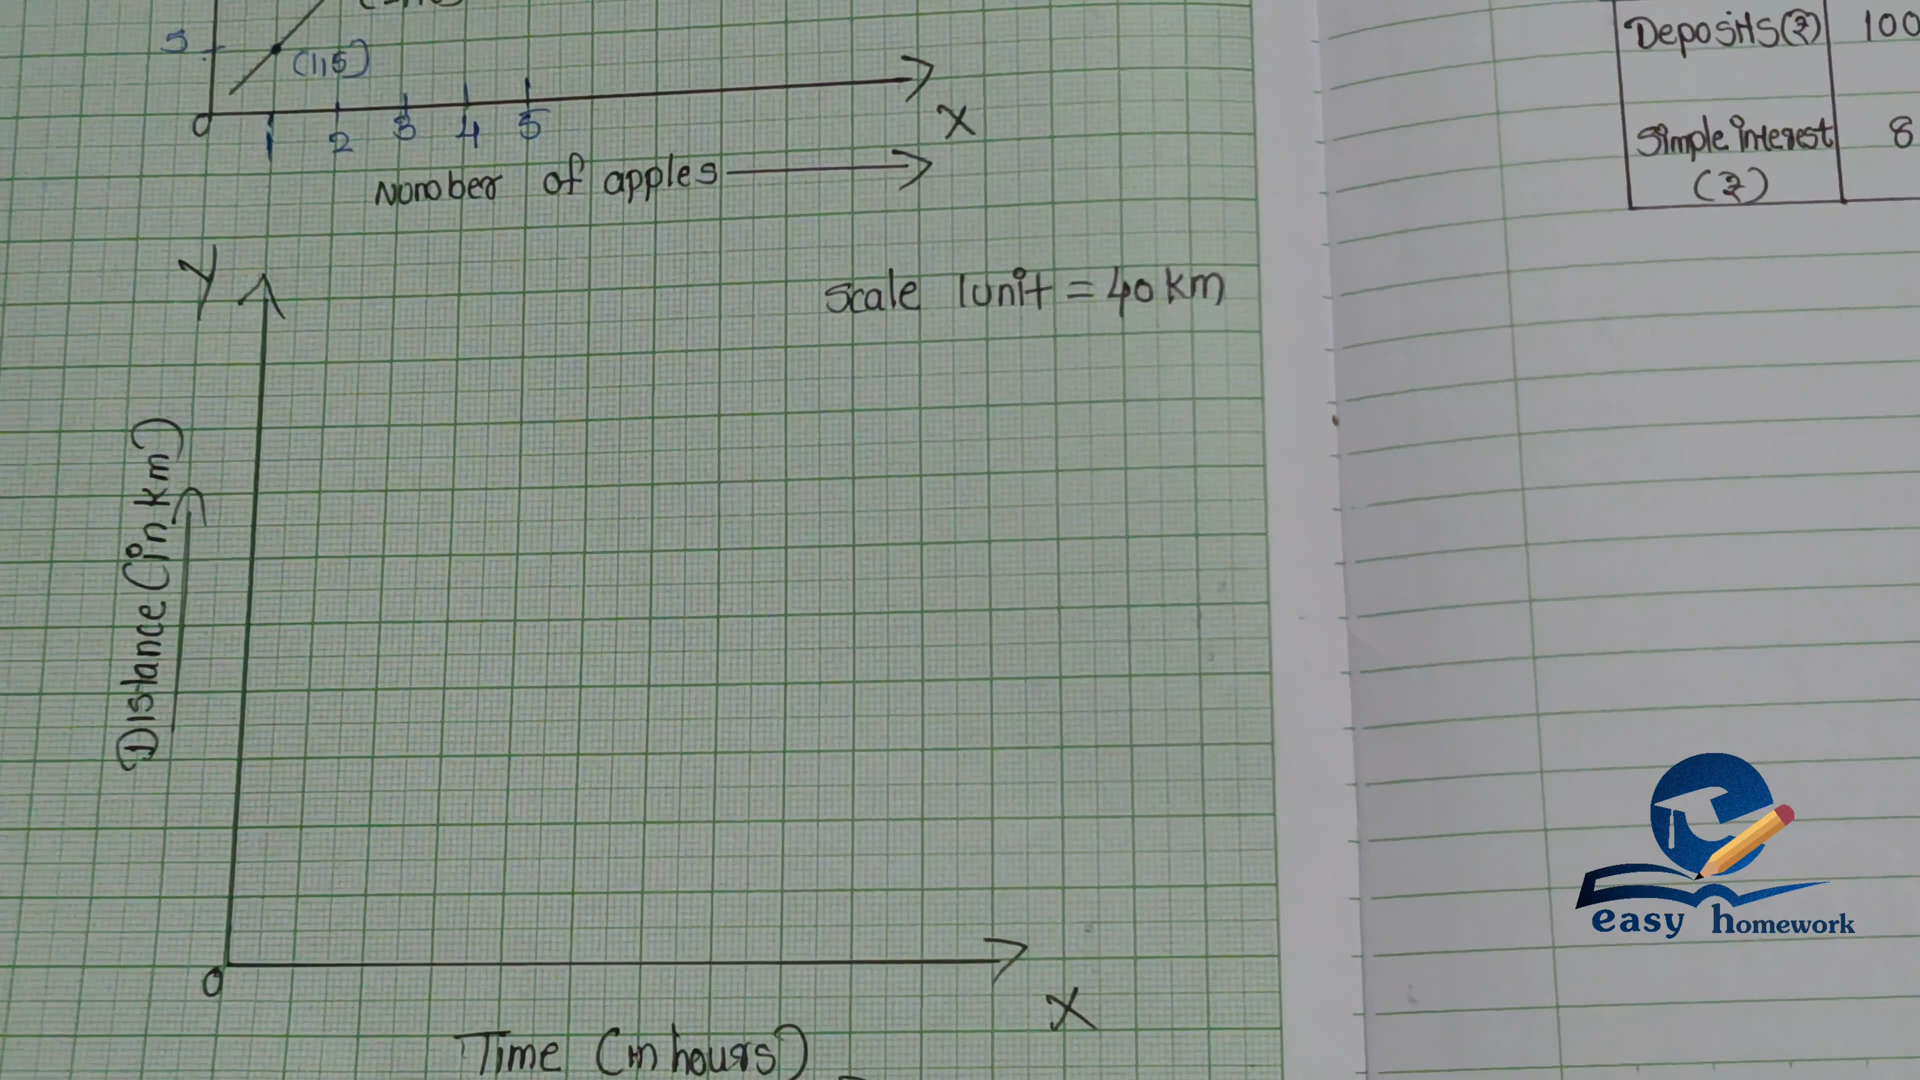 5
(1,5)
0
1 2 3 4 5
X
Nomber of apples
Deposits(₹) 100
Simple interest 8
(₹)
Y
Scale 1unit = 40 km
Distance (in km)
0
X
Time (in hours)
easy homework